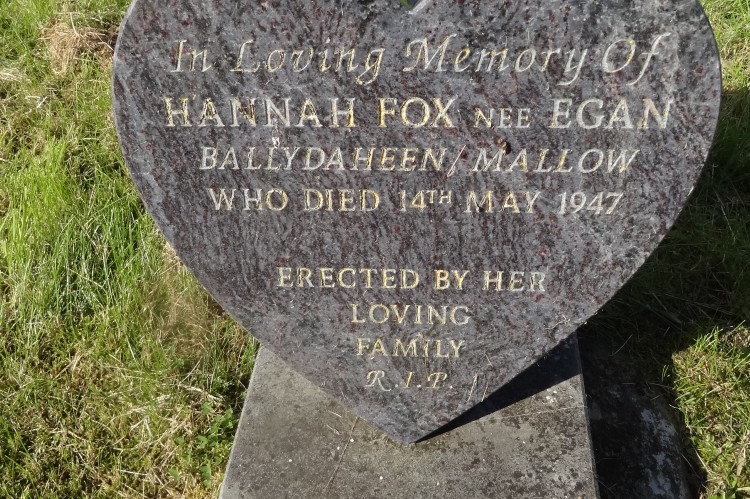 In Loving Memory Of
HANNAH FOX NEE EGAN
BALLYDAHEEN/MALLOW
WHO DIED 14TH MAY 1947
ERECTED BY HER
LOVING
FAMILY
R.I.P.